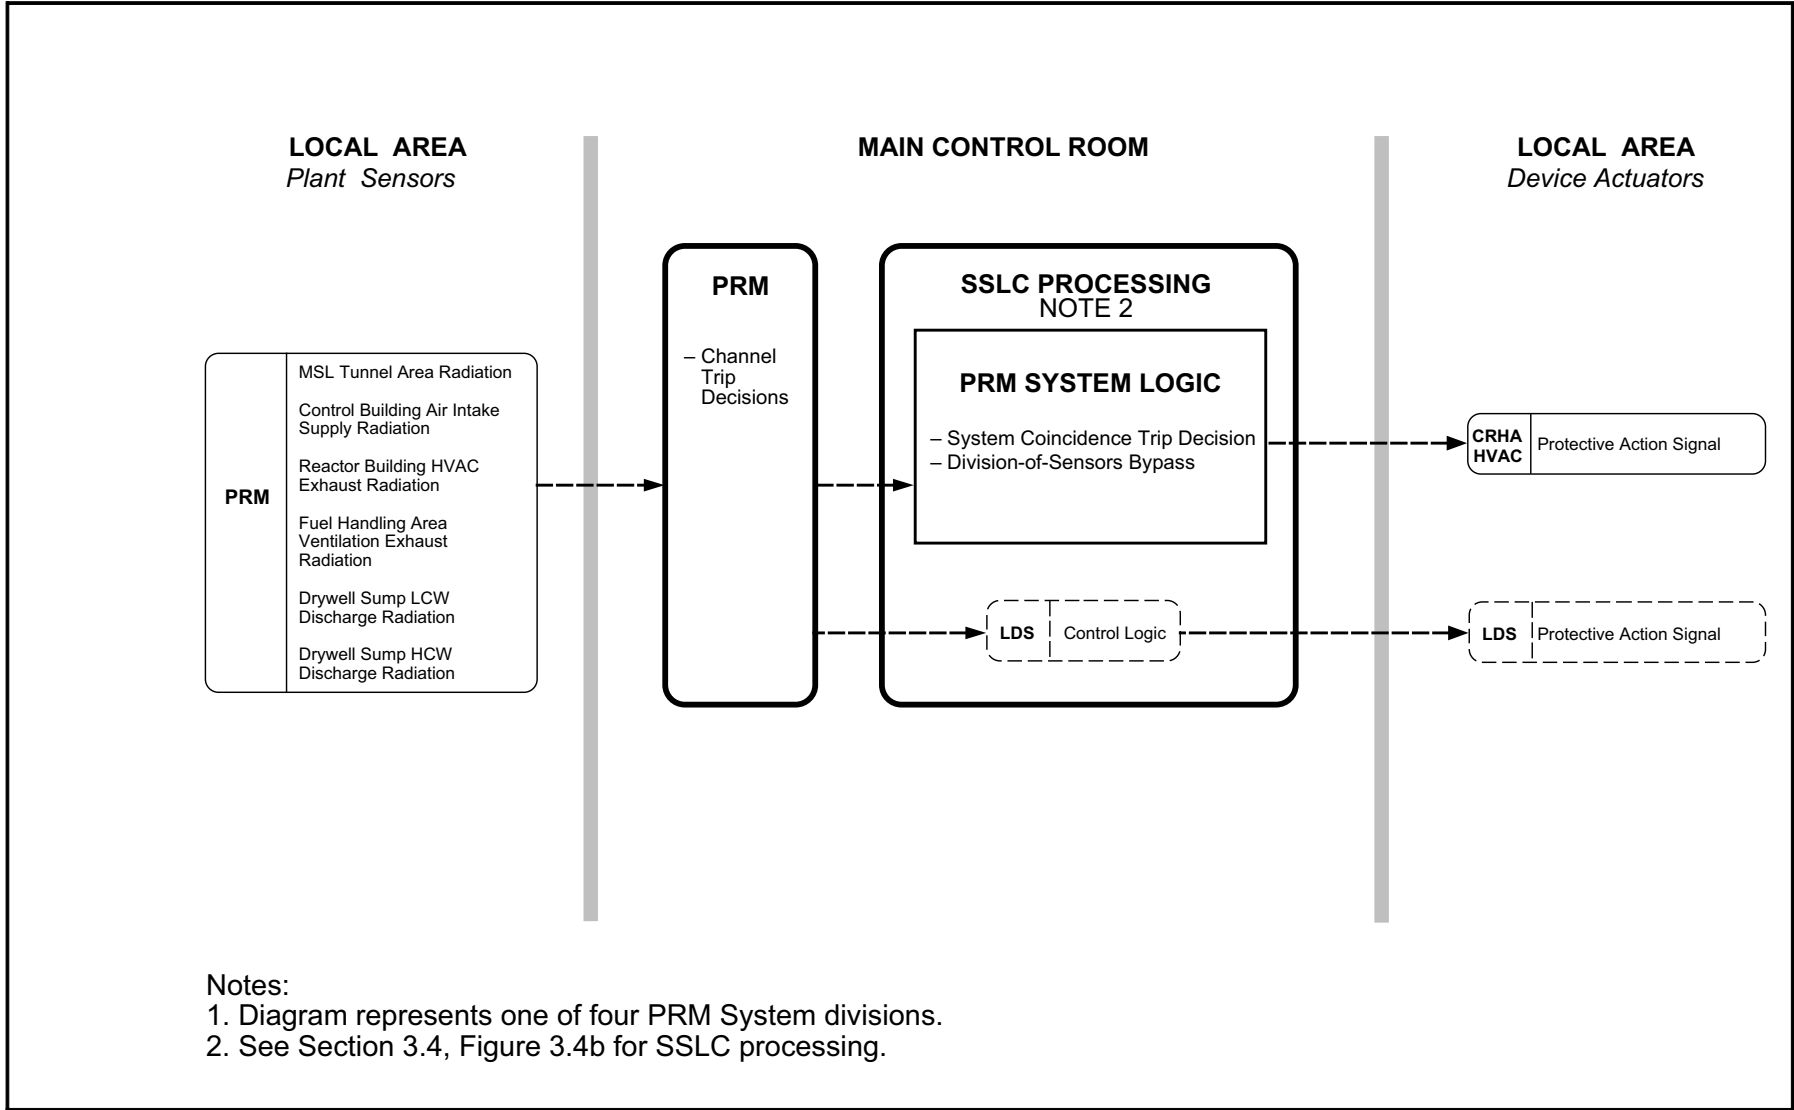 LOCAL AREA
Plant Sensors
MAIN CONTROL ROOM
LOCAL AREA
Device Actuators
PRM
MSL Tunnel Area Radiation
Control Building Air Intake
Supply Radiation
Reactor Building HVAC
Exhaust Radiation
Fuel Handling Area
Ventilation Exhaust
Radiation
Drywell Sump LCW
Discharge Radiation
Drywell Sump HCW
Discharge Radiation
PRM
– Channel
Trip
Decisions
SSLC PROCESSING
NOTE 2
PRM SYSTEM LOGIC
– System Coincidence Trip Decision
– Division-of-Sensors Bypass
LDS
Control Logic
CRHA
HVAC
Protective Action Signal
LDS
Protective Action Signal
Notes:
1. Diagram represents one of four PRM System divisions.
2. See Section 3.4, Figure 3.4b for SSLC processing.